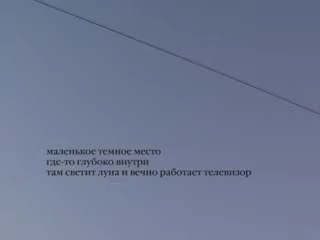 маленькое темное место
где-то глубоко внутри
там светит луна и вечно работает телевизор